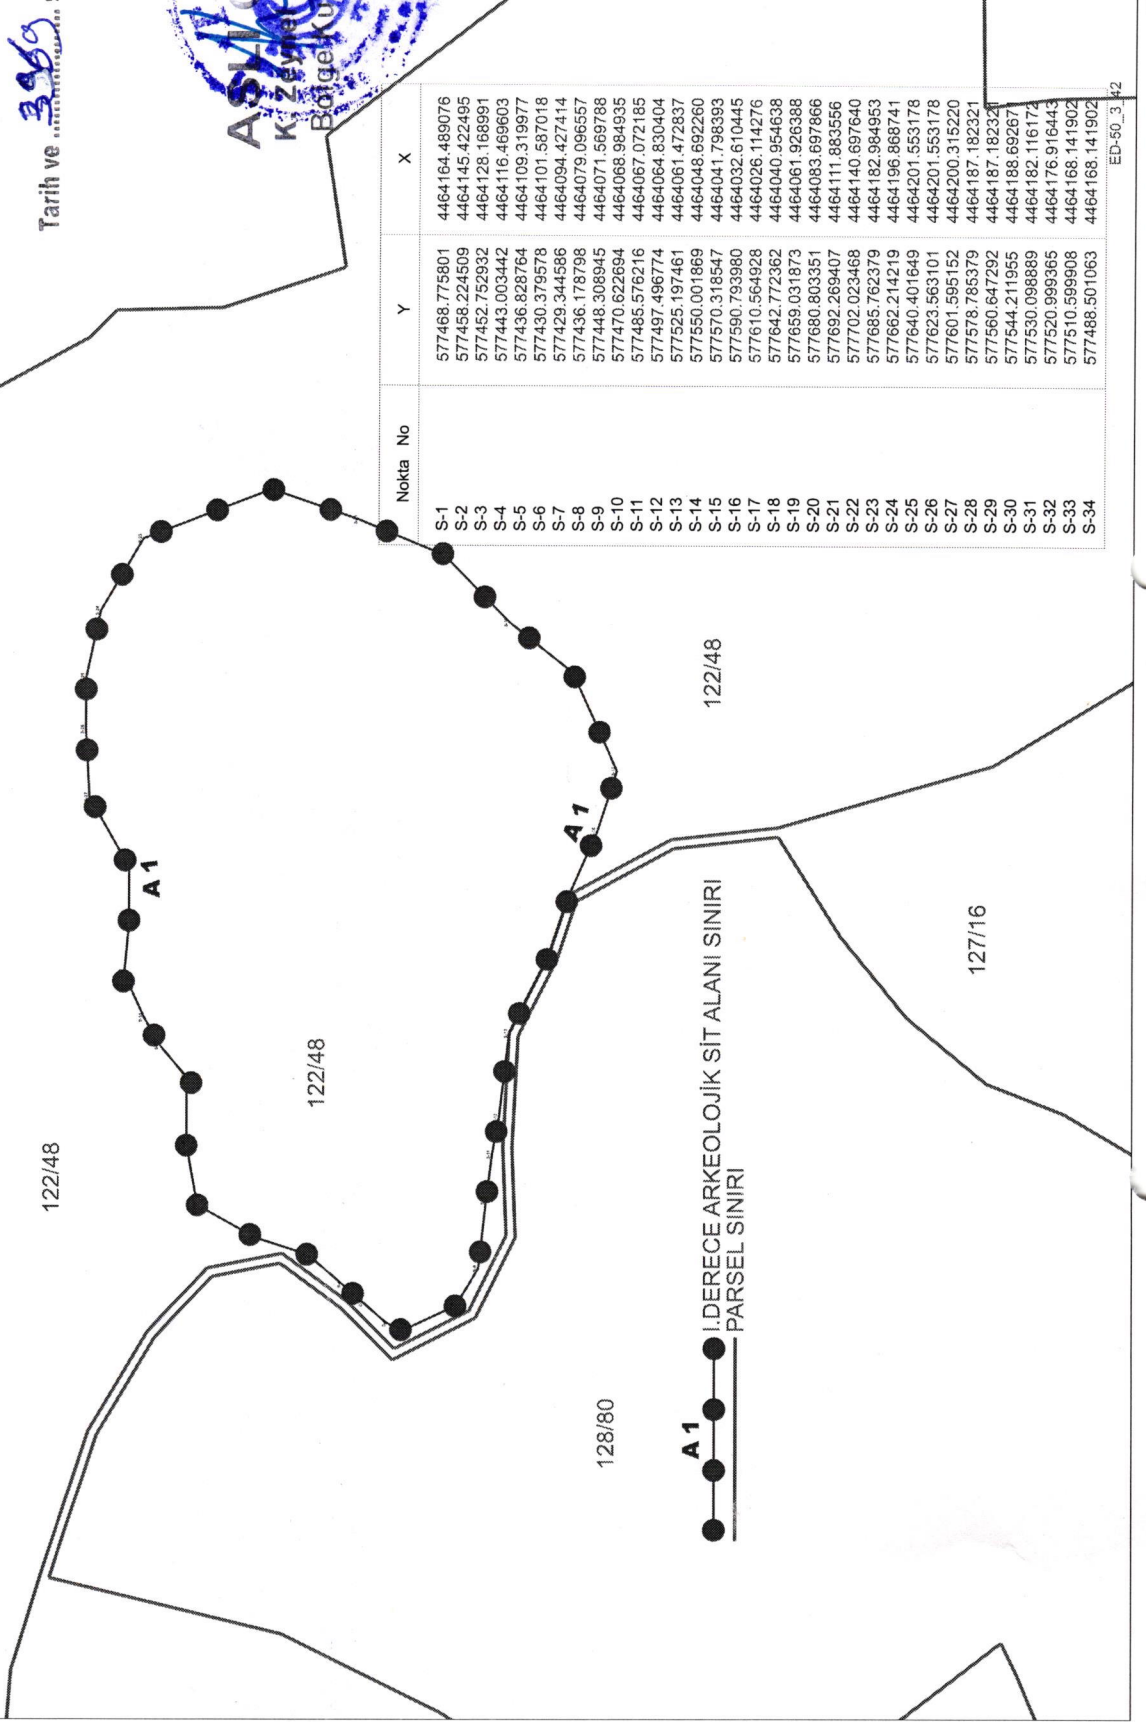 Tarih ve
ASLI
K. Zeyne
Bölge Ku
122/48
A 1
122/48
A 1
122/48
128/80
127/16
A 1
I.DERECE ARKEOLOJİK SİT ALANI SINIRI
PARSEL SINIRI
Nokta No Y X
S-1 577468.775801 4464164.489076
S-2 577458.224509 4464145.422495
S-3 577452.752932 4464128.168991
S-4 577443.003442 4464116.469603
S-5 577436.828764 4464109.319977
S-6 577430.379578 4464101.587018
S-7 577429.344586 4464094.427414
S-8 577436.178798 4464079.096557
S-9 577448.308945 4464071.569788
S-10 577470.622694 4464068.984935
S-11 577485.576216 4464067.072185
S-12 577497.496774 4464064.830404
S-13 577525.197461 4464061.472837
S-14 577550.001869 4464048.692260
S-15 577570.318547 4464041.798393
S-16 577590.793980 4464032.610445
S-17 577610.564928 4464026.114276
S-18 577642.772362 4464040.954638
S-19 577659.031873 4464061.926388
S-20 577680.803351 4464083.697866
S-21 577692.269407 4464111.883556
S-22 577702.023468 4464140.697640
S-23 577685.762379 4464182.984953
S-24 577662.214219 4464196.868741
S-25 577640.401649 4464201.553178
S-26 577623.563101 4464201.553178
S-27 577601.595152 4464200.315220
S-28 577578.785379 4464187.182321
S-29 577560.647292 4464187.18232
S-30 577544.211955 4464188.69267
S-31 577530.098889 4464182.116172
S-32 577520.999365 4464176.916443
S-33 577510.599908 4464168.141902
S-34 577488.501063 4464168.141902
ED-50_3_42